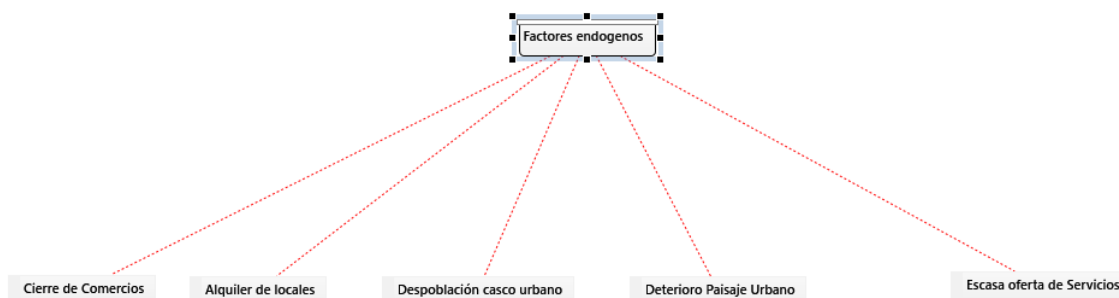 Factores endogenos
Cierre de Comercios
Alquiler de locales
Despoblación casco urbano
Deterioro Paisaje Urbano
Escasa oferta de Servicios